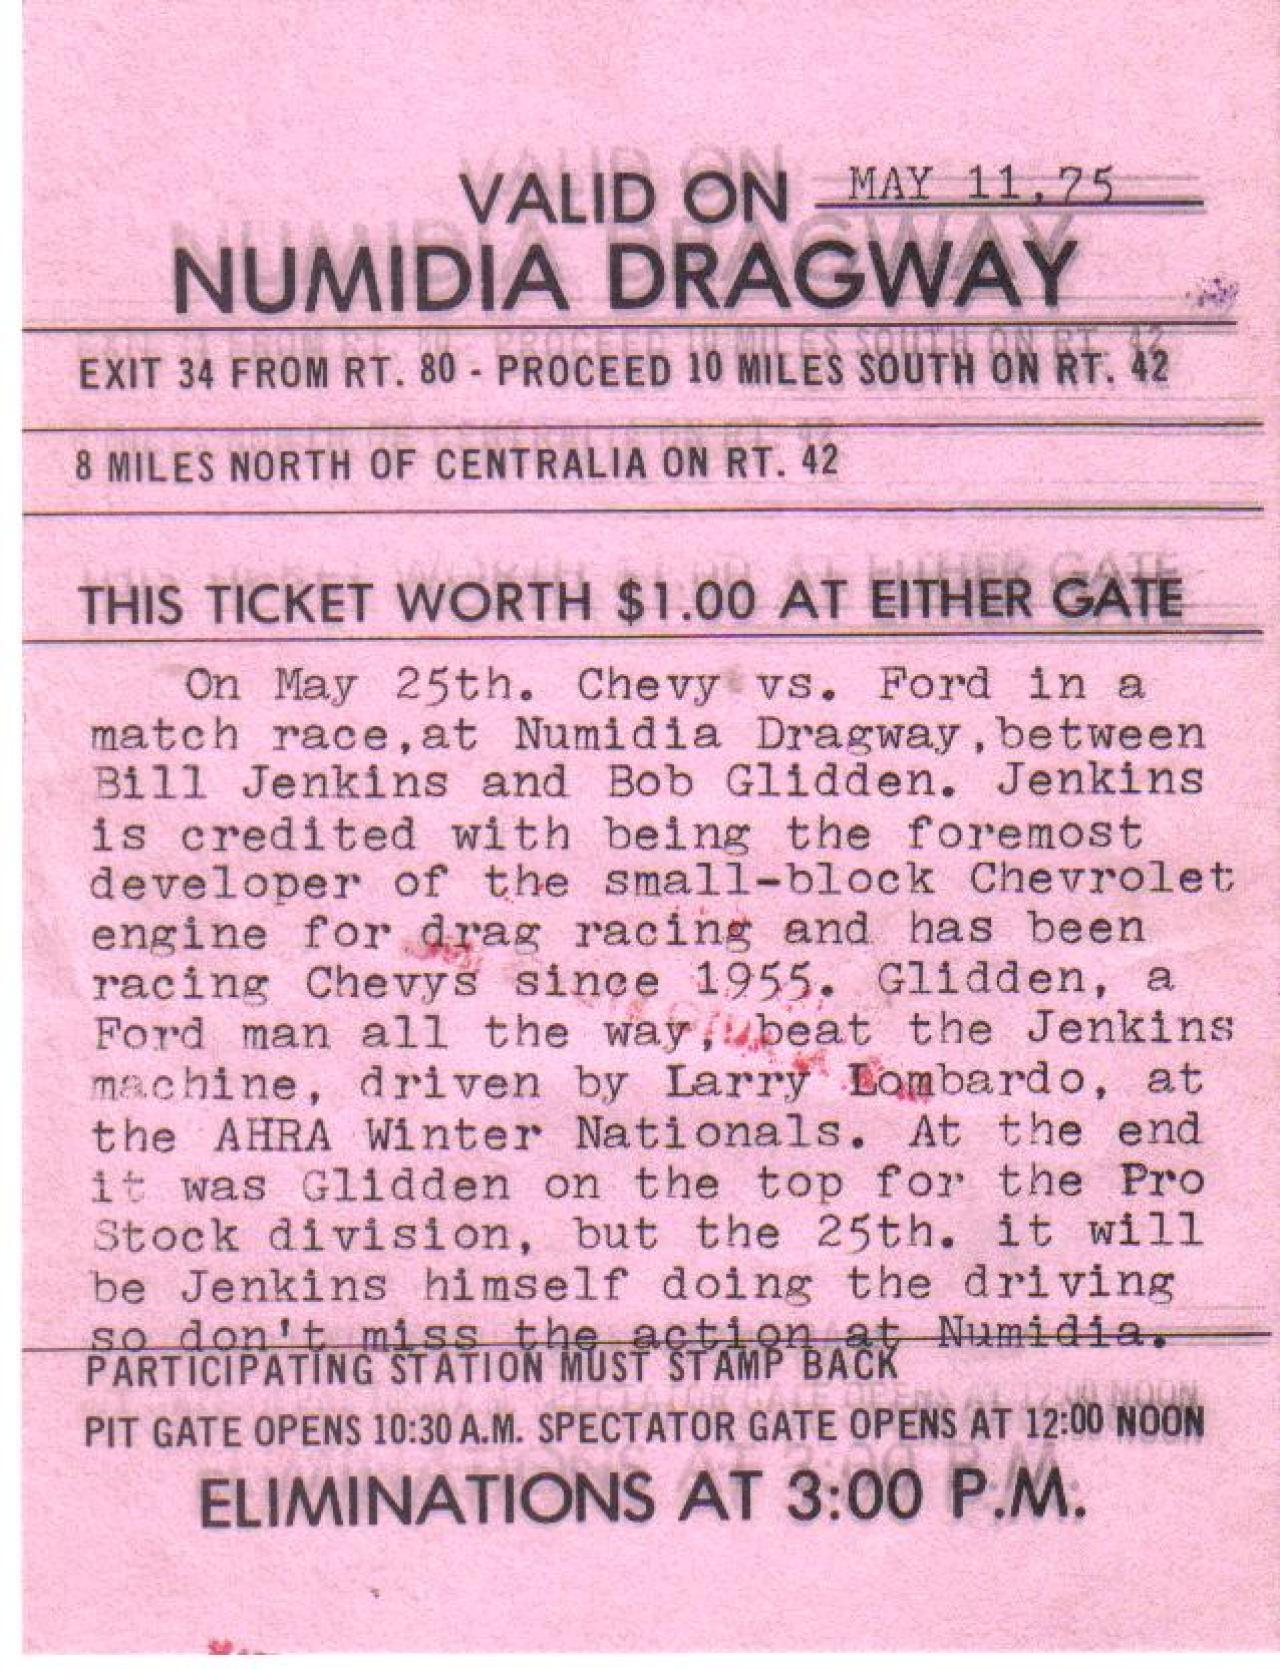 VALID ON MAY 11,75
NUMIDIA DRAGWAY
EXIT 34 FROM RT. 80 - PROCEED 10 MILES SOUTH ON RT. 42
8 MILES NORTH OF CENTRALIA ON RT. 42
THIS TICKET WORTH $1.00 AT EITHER GATE
On May 25th. Chevy vs. Ford in a
match race,at Numidia Dragway,between
Bill Jenkins and Bob Glidden. Jenkins
is credited with being the foremost
developer of the small-block Chevrolet
engine for drag racing and has been
racing Chevys since 1955. Glidden, a
Ford man all the way, beat the Jenkins
machine, driven by Larry Lombardo, at
the AHRA Winter Nationals. At the end
it was Glidden on the top for the Pro
Stock division, but the 25th. it will
be Jenkins himself doing the driving
so don't miss the action at Numidia.
PARTICIPATING STATION MUST STAMP BACK
PIT GATE OPENS 10:30 A.M. SPECTATOR GATE OPENS AT 12:00 NOON
ELIMINATIONS AT 3:00 P.M.